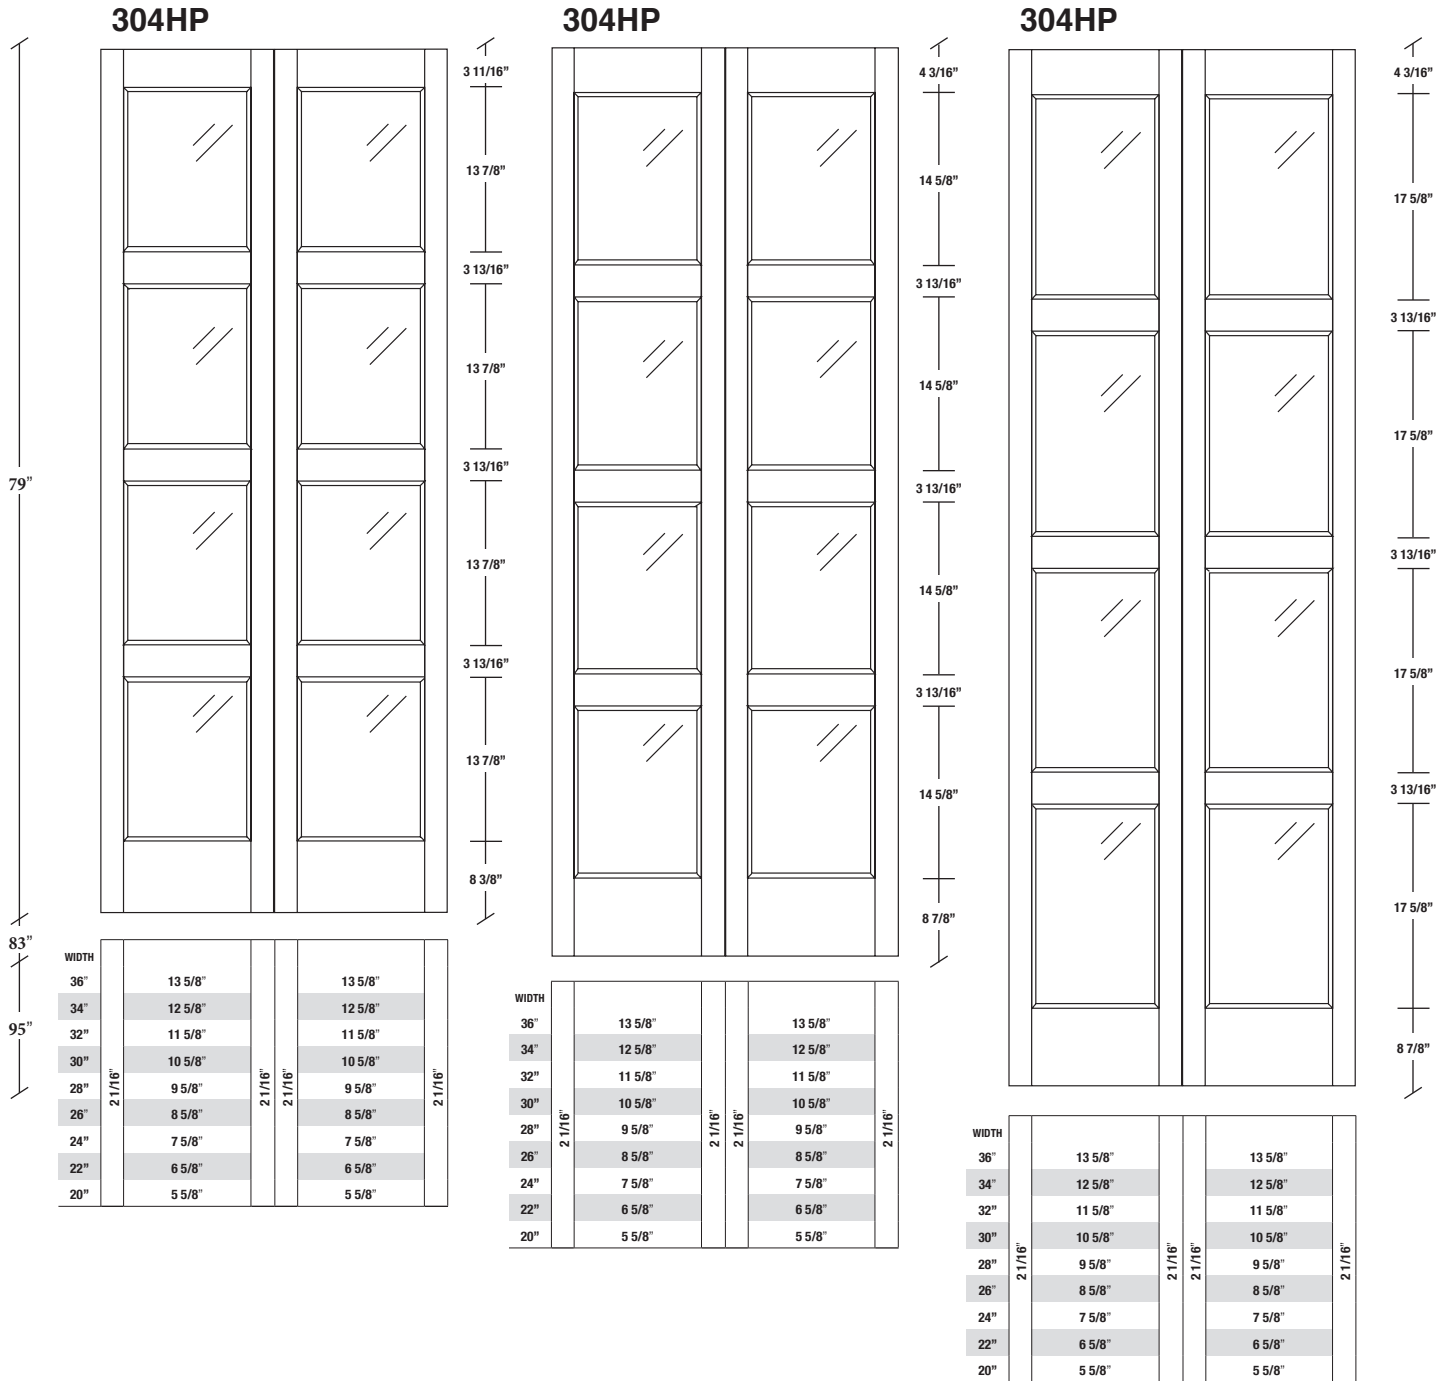 304HP
304HP
304HP
79”
83”
95”
3 11/16”
13 7/8”
3 13/16”
13 7/8”
3 13/16”
13 7/8”
3 13/16”
13 7/8”
8 3/8”
4 3/16”
14 5/8”
3 13/16”
14 5/8”
3 13/16”
14 5/8”
3 13/16”
14 5/8”
8 7/8”
4 3/16”
17 5/8”
3 13/16”
17 5/8”
3 13/16”
17 5/8”
3 13/16”
17 5/8”
8 7/8”
WIDTH
36” 13 5/8” 13 5/8”
34” 12 5/8” 12 5/8”
32” 11 5/8” 11 5/8”
30” 10 5/8” 10 5/8”
28” 9 5/8” 9 5/8”
26” 8 5/8” 8 5/8”
24” 7 5/8” 7 5/8”
22” 6 5/8” 6 5/8”
20” 5 5/8” 5 5/8”
2 1/16”
2 1/16”
2 1/16”
2 1/16”
WIDTH
36” 13 5/8” 13 5/8”
34” 12 5/8” 12 5/8”
32” 11 5/8” 11 5/8”
30” 10 5/8” 10 5/8”
28” 9 5/8” 9 5/8”
26” 8 5/8” 8 5/8”
24” 7 5/8” 7 5/8”
22” 6 5/8” 6 5/8”
20” 5 5/8” 5 5/8”
2 1/16”
2 1/16”
2 1/16”
2 1/16”
WIDTH
36” 13 5/8” 13 5/8”
34” 12 5/8” 12 5/8”
32” 11 5/8” 11 5/8”
30” 10 5/8” 10 5/8”
28” 9 5/8” 9 5/8”
26” 8 5/8” 8 5/8”
24” 7 5/8” 7 5/8”
22” 6 5/8” 6 5/8”
20” 5 5/8” 5 5/8”
2 1/16”
2 1/16”
2 1/16”
2 1/16”